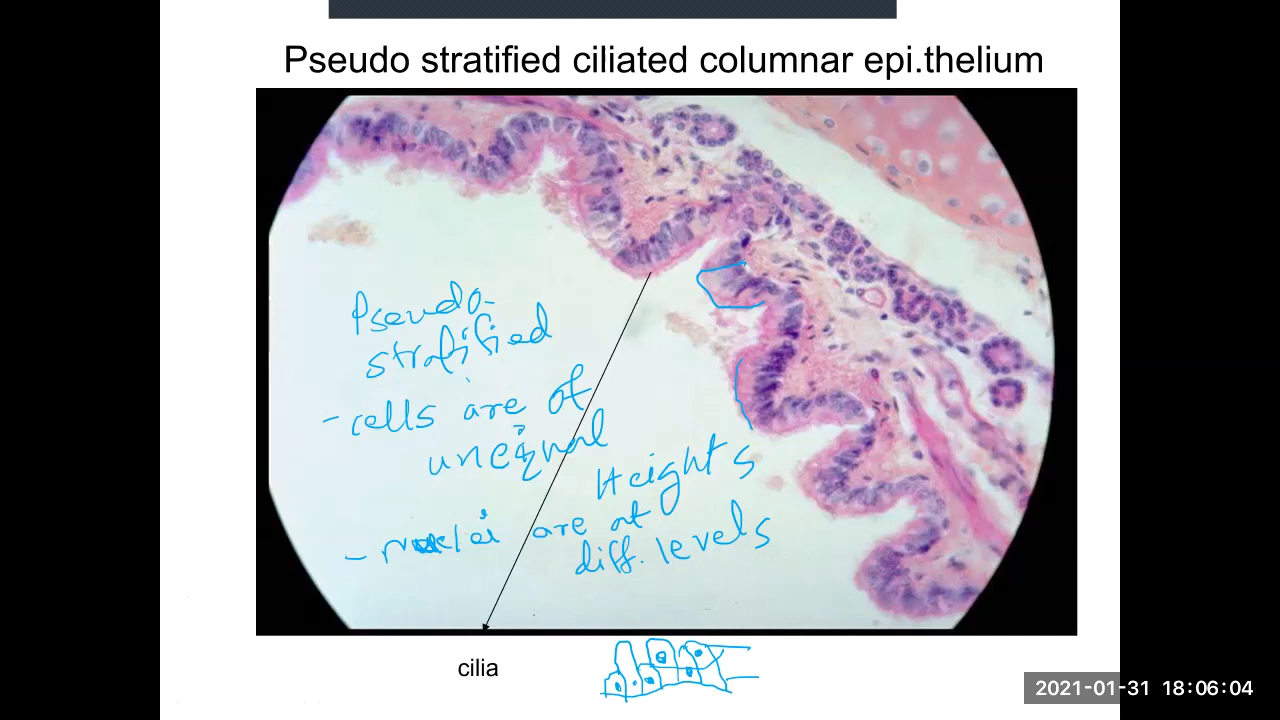 Pseudo stratified ciliated columnar epi.thelium
Pseudo-
stratified
- cells are of
unequal
Heights
- nuclei are at
diff. levels
cilia
2021-01-31 18:06:04